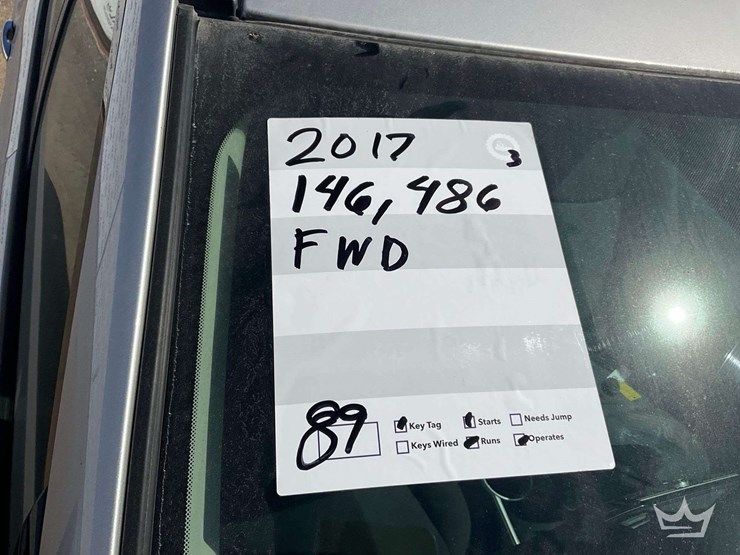 2017
3
146,486
FWD
89
Key Tag Starts Needs Jump
Keys Wired Runs Operates